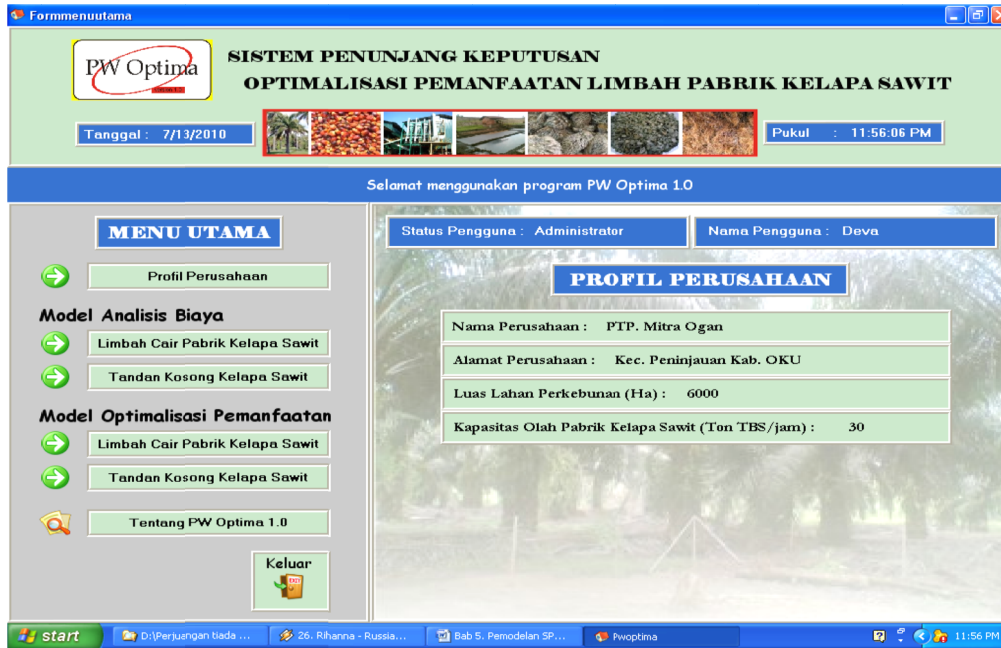 Formmenuutama
PW Optima
SISTEM PENUNJANG KEPUTUSAN
OPTIMALISASI PEMANFAATAN LIMBAH PABRIK KELAPA SAWIT
Tanggal : 7/13/2010
Pukul : 11:56:06 PM
Selamat menggunakan program PW Optima 1.0
MENU UTAMA
Profil Perusahaan
Model Analisis Biaya
Limbah Cair Pabrik Kelapa Sawit
Tandan Kosong Kelapa Sawit
Model Optimalisasi Pemanfaatan
Limbah Cair Pabrik Kelapa Sawit
Tandan Kosong Kelapa Sawit
Tentang PW Optima 1.0
Keluar
EXIT
Status Pengguna : Administrator
Nama Pengguna : Deva
PROFIL PERUSAHAAN
Nama Perusahaan : PTP. Mitra Ogan
Alamat Perusahaan : Kec. Peninjauan Kab. OKU
Luas Lahan Perkebunan (Ha) : 6000
Kapasitas Olah Pabrik Kelapa Sawit (Ton TBS/jam) : 30
start
D:\Perjuangan tiada ...
26. Rihanna - Russia...
Bab 5. Pemodelan SP...
Pwoptima
11:56 PM